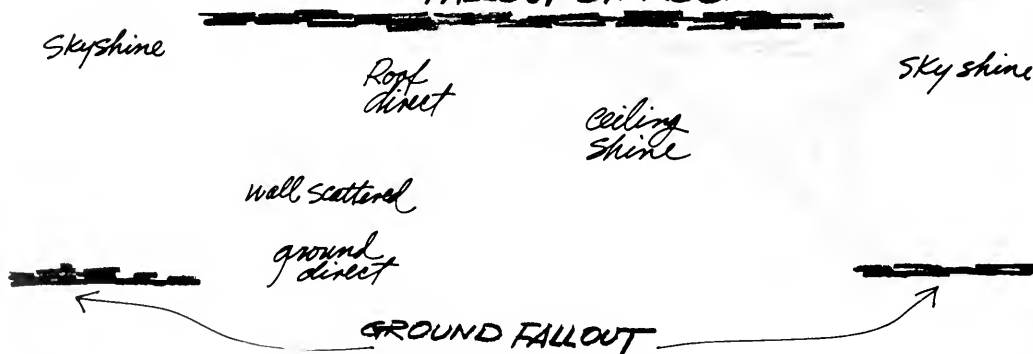 Skyshine
Sky shine
Roof
direct
ceiling
shine
wall scattered
ground
direct
GROUND FALLOUT